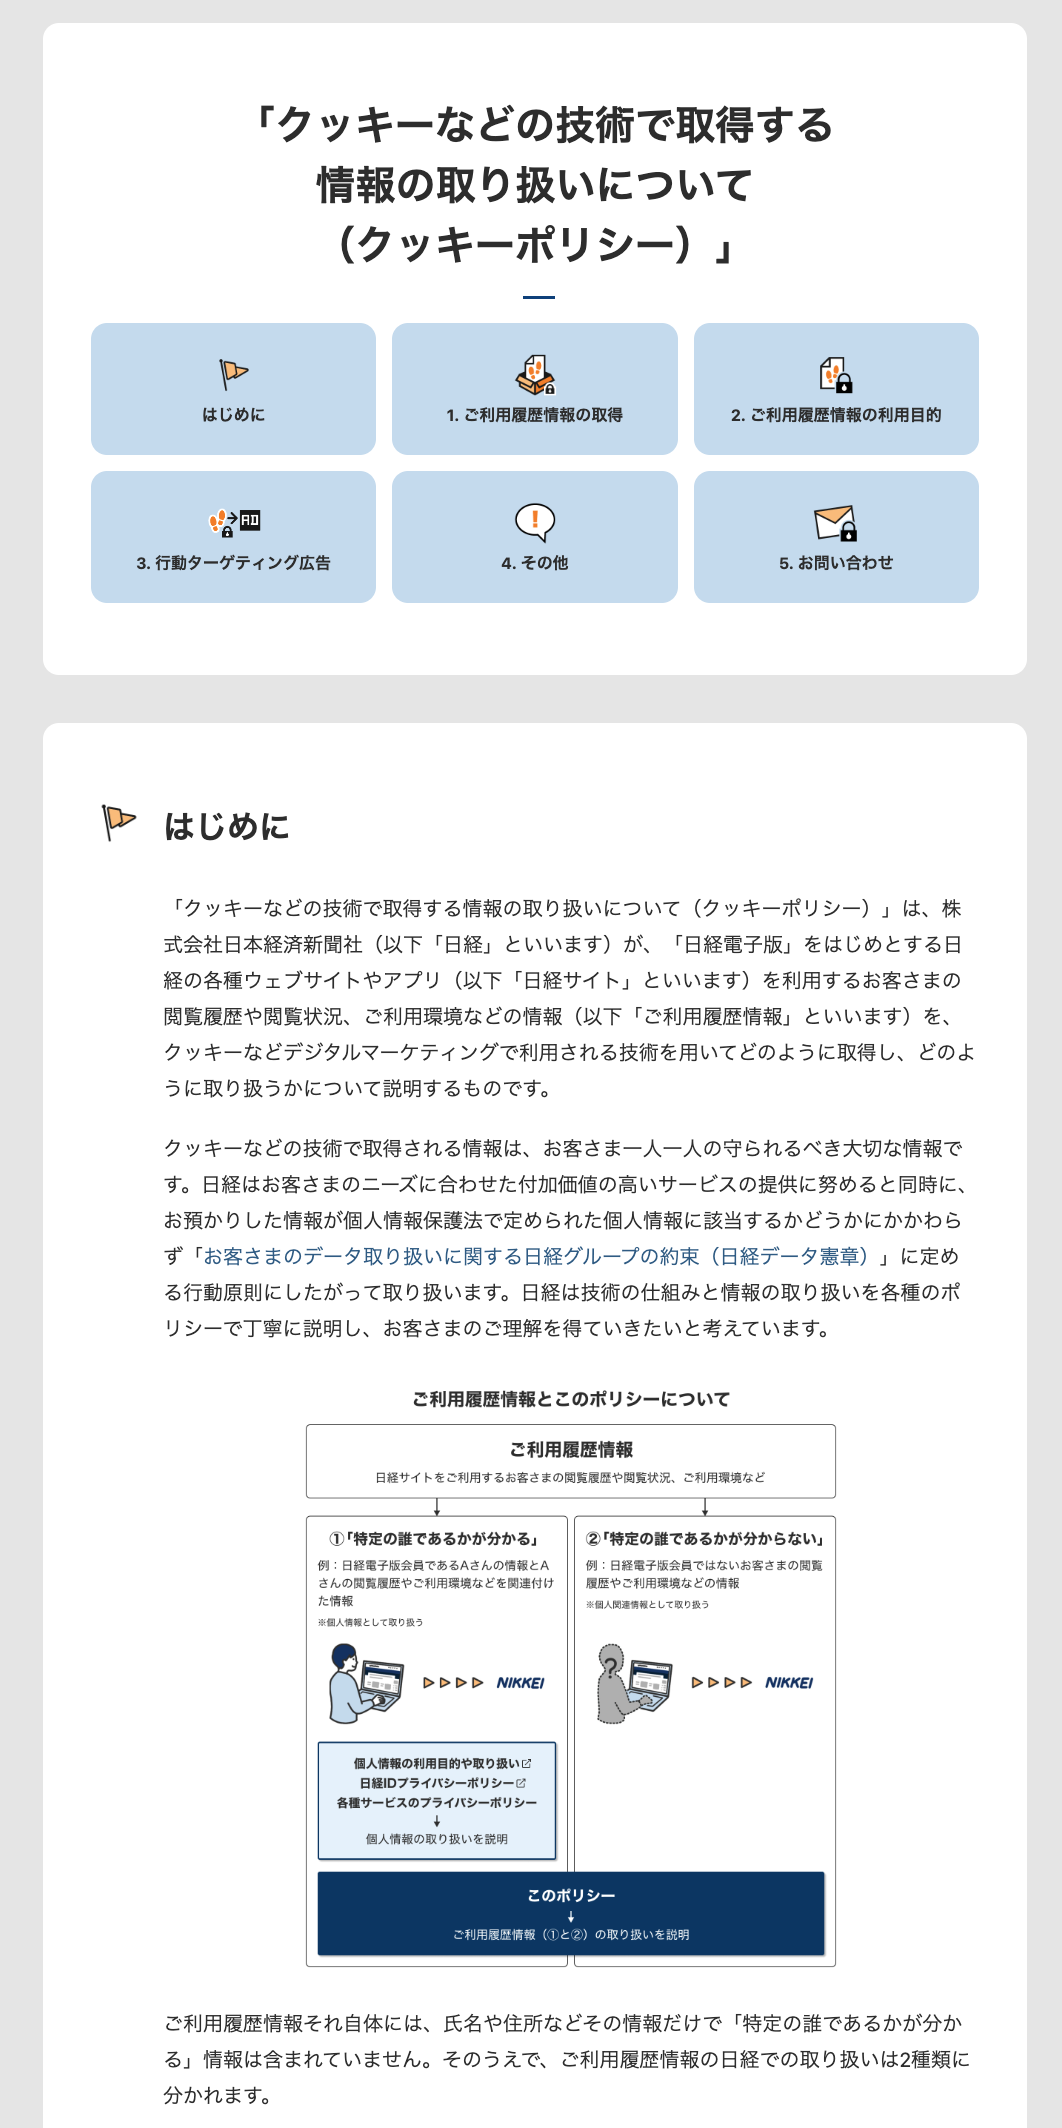 「クッキーなどの技術で取得する
情報の取り扱いについて
（クッキーポリシー）」
はじめに
1. ご利用履歴情報の取得
2. ご利用履歴情報の利用目的
AD
3. 行動ターゲティング広告
4. その他
5. お問い合わせ
はじめに
「クッキーなどの技術で取得する情報の取り扱いについて（クッキーポリシー）」は、株
式会社日本経済新聞社（以下「日経」といいます）が、「日経電子版」をはじめとする日
経の各種ウェブサイトやアプリ（以下「日経サイト」といいます）を利用するお客さまの
閲覧履歴や閲覧状況、ご利用環境などの情報（以下「ご利用履歴情報」といいます）を、
クッキーなどデジタルマーケティングで利用される技術を用いてどのように取得し、どのよ
うに取り扱うかについて説明するものです。
クッキーなどの技術で取得される情報は、お客さま一人一人の守られるべき大切な情報で
す。日経はお客さまのニーズに合わせた付加価値の高いサービスの提供に努めると同時に、
お預かりした情報が個人情報保護法で定められた個人情報に該当するかどうかにかかわら
ず「お客さまのデータ取り扱いに関する日経グループの約束（日経データ憲章）」に定め
る行動原則にしたがって取り扱います。日経は技術の仕組みと情報の取り扱いを各種のポ
リシーで丁寧に説明し、お客さまのご理解を得ていきたいと考えています。
ご利用履歴情報とこのポリシーについて
ご利用履歴情報
日経サイトをご利用するお客さまの閲覧履歴や閲覧状況、ご利用環境など
①「特定の誰であるかが分かる」
例：日経電子版会員であるAさんの情報とA
さんの閲覧履歴やご利用環境などを関連付け
た情報
※個人情報として取り扱う
NIKKEI
②「特定の誰であるかが分からない」
例：日経電子版会員ではないお客さまの閲覧
履歴やご利用環境などの情報
※個人関連情報として取り扱う
?
NIKKEI
個人情報の利用目的や取り扱い
日経IDプライバシーポリシー
各種サービスのプライバシーポリシー
↓
個人情報の取り扱いを説明
このポリシー
↓
ご利用履歴情報（①と②）の取り扱いを説明
ご利用履歴情報それ自体には、氏名や住所などその情報だけで「特定の誰であるかが分か
る」情報は含まれていません。そのうえで、ご利用履歴情報の日経での取り扱いは2種類に
分かれます。